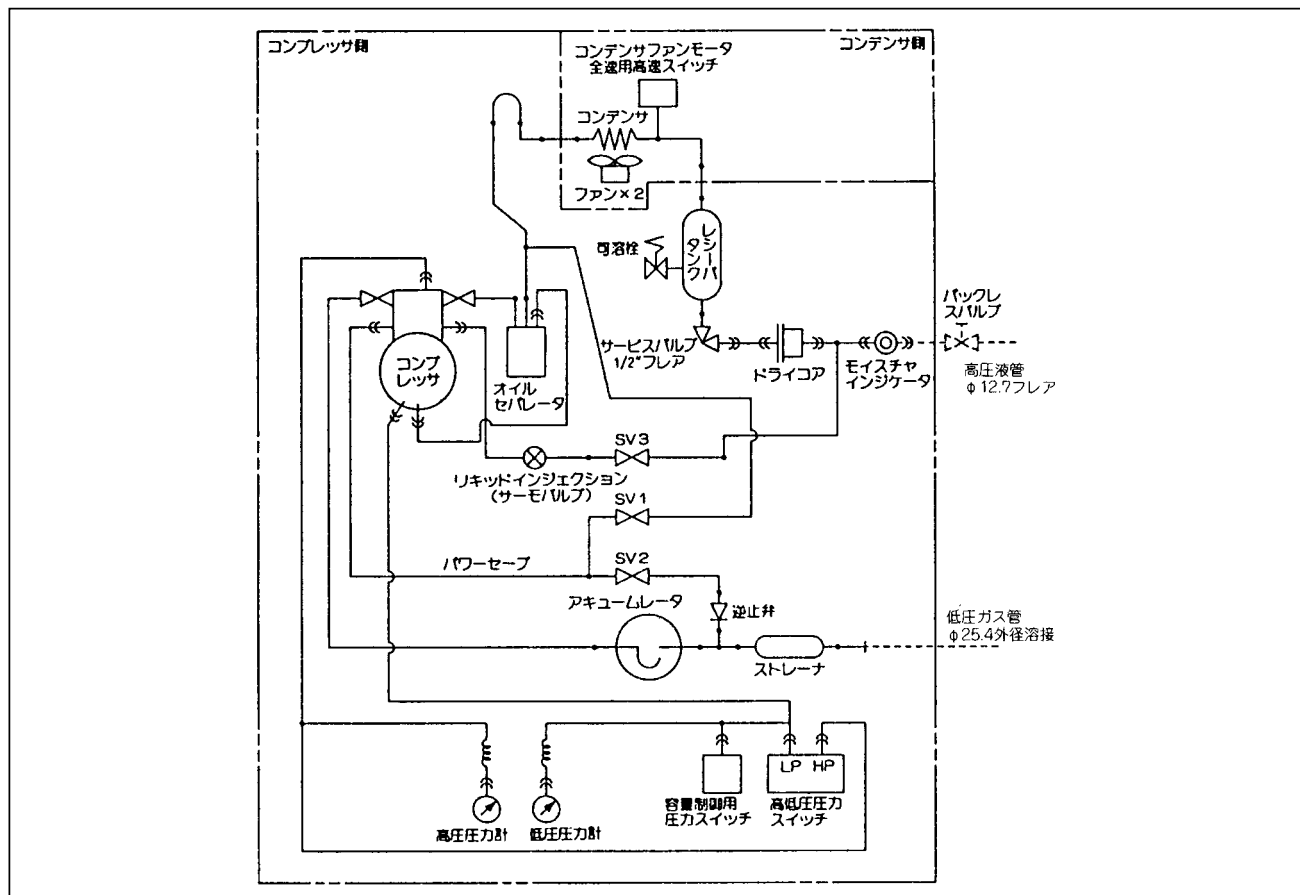 コンプレッサ側
コンデンサ側
コンデンサファンモータ
全速用高速スイッチ
コンデンサ
ファン×2
可溶栓
レシーバ
タンク
バックレ
スバルブ
サービスバルブ
1/2"フレア
ドライコア
モイスチャ
インジケータ
高圧液管
φ12.7フレア
コンプ
レッサ
オイル
セパレータ
SV3
リキッドインジェクション
(サーモバルブ)
SV1
パワーセーブ
SV2
アキュームレータ
逆止弁
低圧ガス管
φ25.4外径溶接
ストレーナ
LP HP
高圧圧力計
低圧圧力計
容量制御用
圧力スイッチ
高低圧圧力
スイッチ